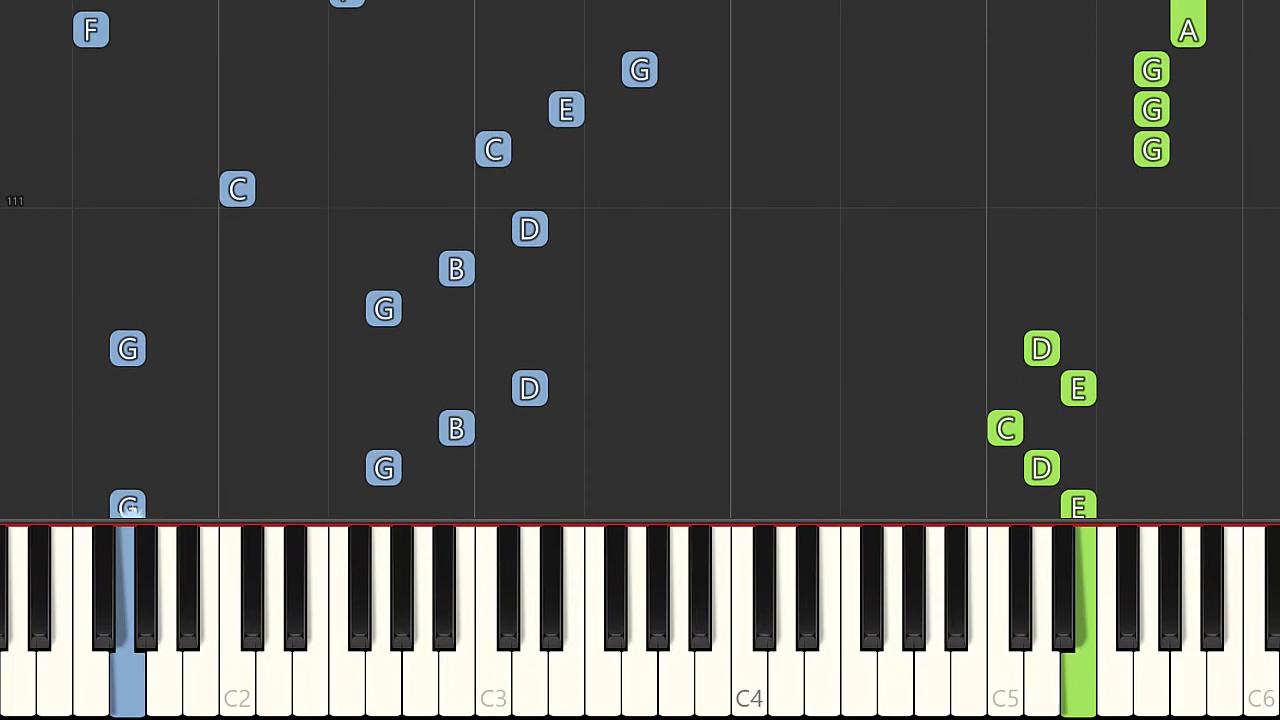 F A
G G
E G
C G
C
111
D
B
G
G D
D E
B C
G D
G E
C2 C3 C4 C5 C6